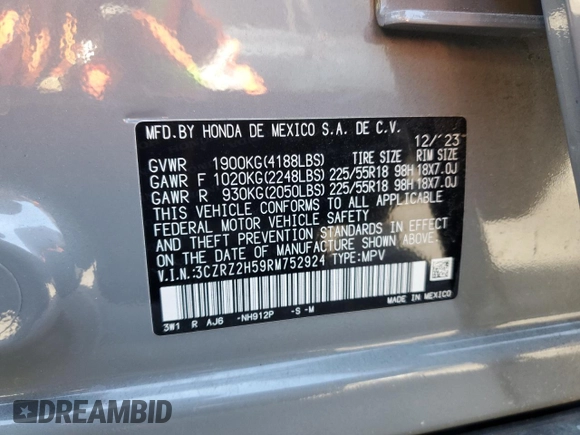 MFD.BY HONDA DE MEXICO S.A. DE C.V.
12/'23
GVWR 1900KG(4188LBS) TIRE SIZE RIM SIZE
GAWR F 1020KG(2248LBS) 225/55R18 98H 18X7.0J
GAWR R 930KG(2050LBS) 225/55R18 98H 18X7.0J
THIS VEHICLE CONFORMS TO ALL APPLICABLE
FEDERAL MOTOR VEHICLE SAFETY
AND THEFT PREVENTION STANDARDS IN EFFECT
ON THE DATE OF MANUFACTURE SHOWN ABOVE.
V.I.N.:3CZRZ2H59RM752924 TYPE:MPV
3W1 R AJ6 -NH912P -S -M
MADE IN MEXICO
DREAMBID